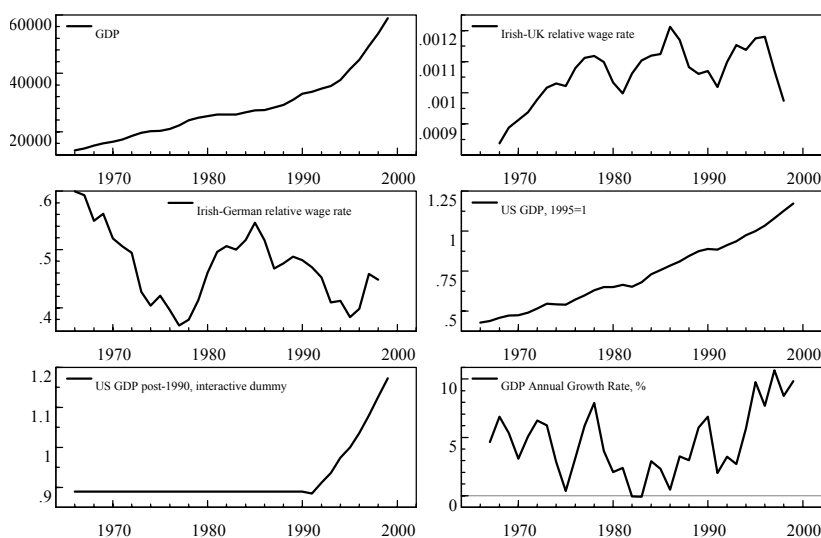 60000
40000
20000
GDP
1970 1980 1990 2000
.0012
.0011
.001
.0009
Irish-UK relative wage rate
1970 1980 1990 2000
.6
.5
.4
Irish-German relative wage rate
1970 1980 1990 2000
1.25
1
.75
.5
US GDP, 1995=1
1970 1980 1990 2000
1.2
1.1
1
.9
US GDP post-1990, interactive dummy
1970 1980 1990 2000
10
5
0
GDP Annual Growth Rate, %
1970 1980 1990 2000